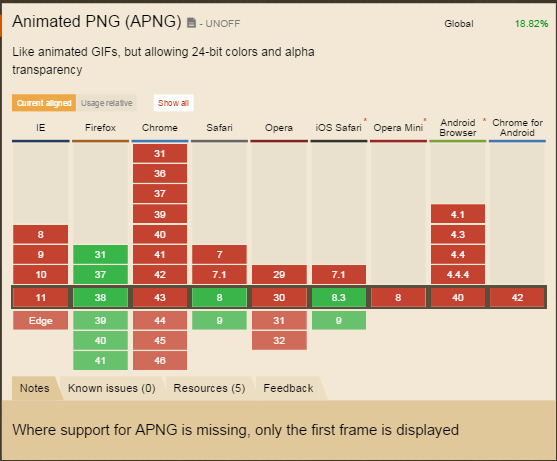 Animated PNG (APNG) - UNOFF Global 18.82%
Like animated GIFs, but allowing 24-bit colors and alpha
transparency
Current aligned Usage relative Show all
IE Firefox Chrome Safari Opera iOS Safari * Opera Mini * Android Browser * Chrome for Android
31
36
37
39
8 40 4.1
9 31 41 7 4.3
10 37 42 7.1 29 7.1 4.4
4.4.4
11 38 43 8 30 8.3 8 40 42
Edge 39 44 9 31 9
40 45 32
41 46
Notes Known issues (0) Resources (5) Feedback
Where support for APNG is missing, only the first frame is displayed